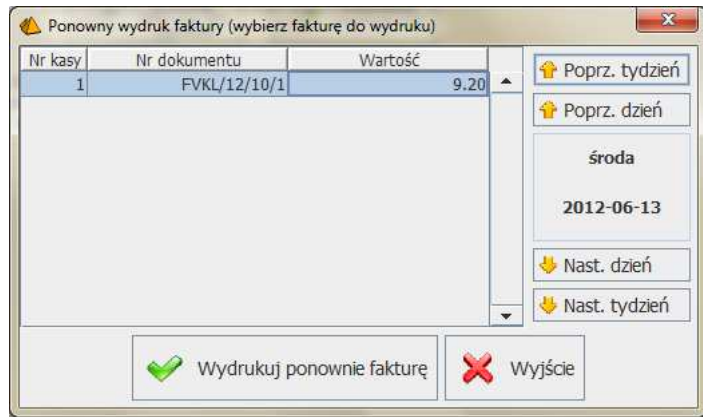 Ponowny wydruk faktury (wybierz fakturę do wydruku)
Nr kasy Nr dokumentu Wartość
1 FVKL/12/10/1 9.20
Poprz. tydzień
Poprz. dzień
środa
2012-06-13
Nast. dzień
Nast. tydzień
Wydrukuj ponownie fakturę Wyjście